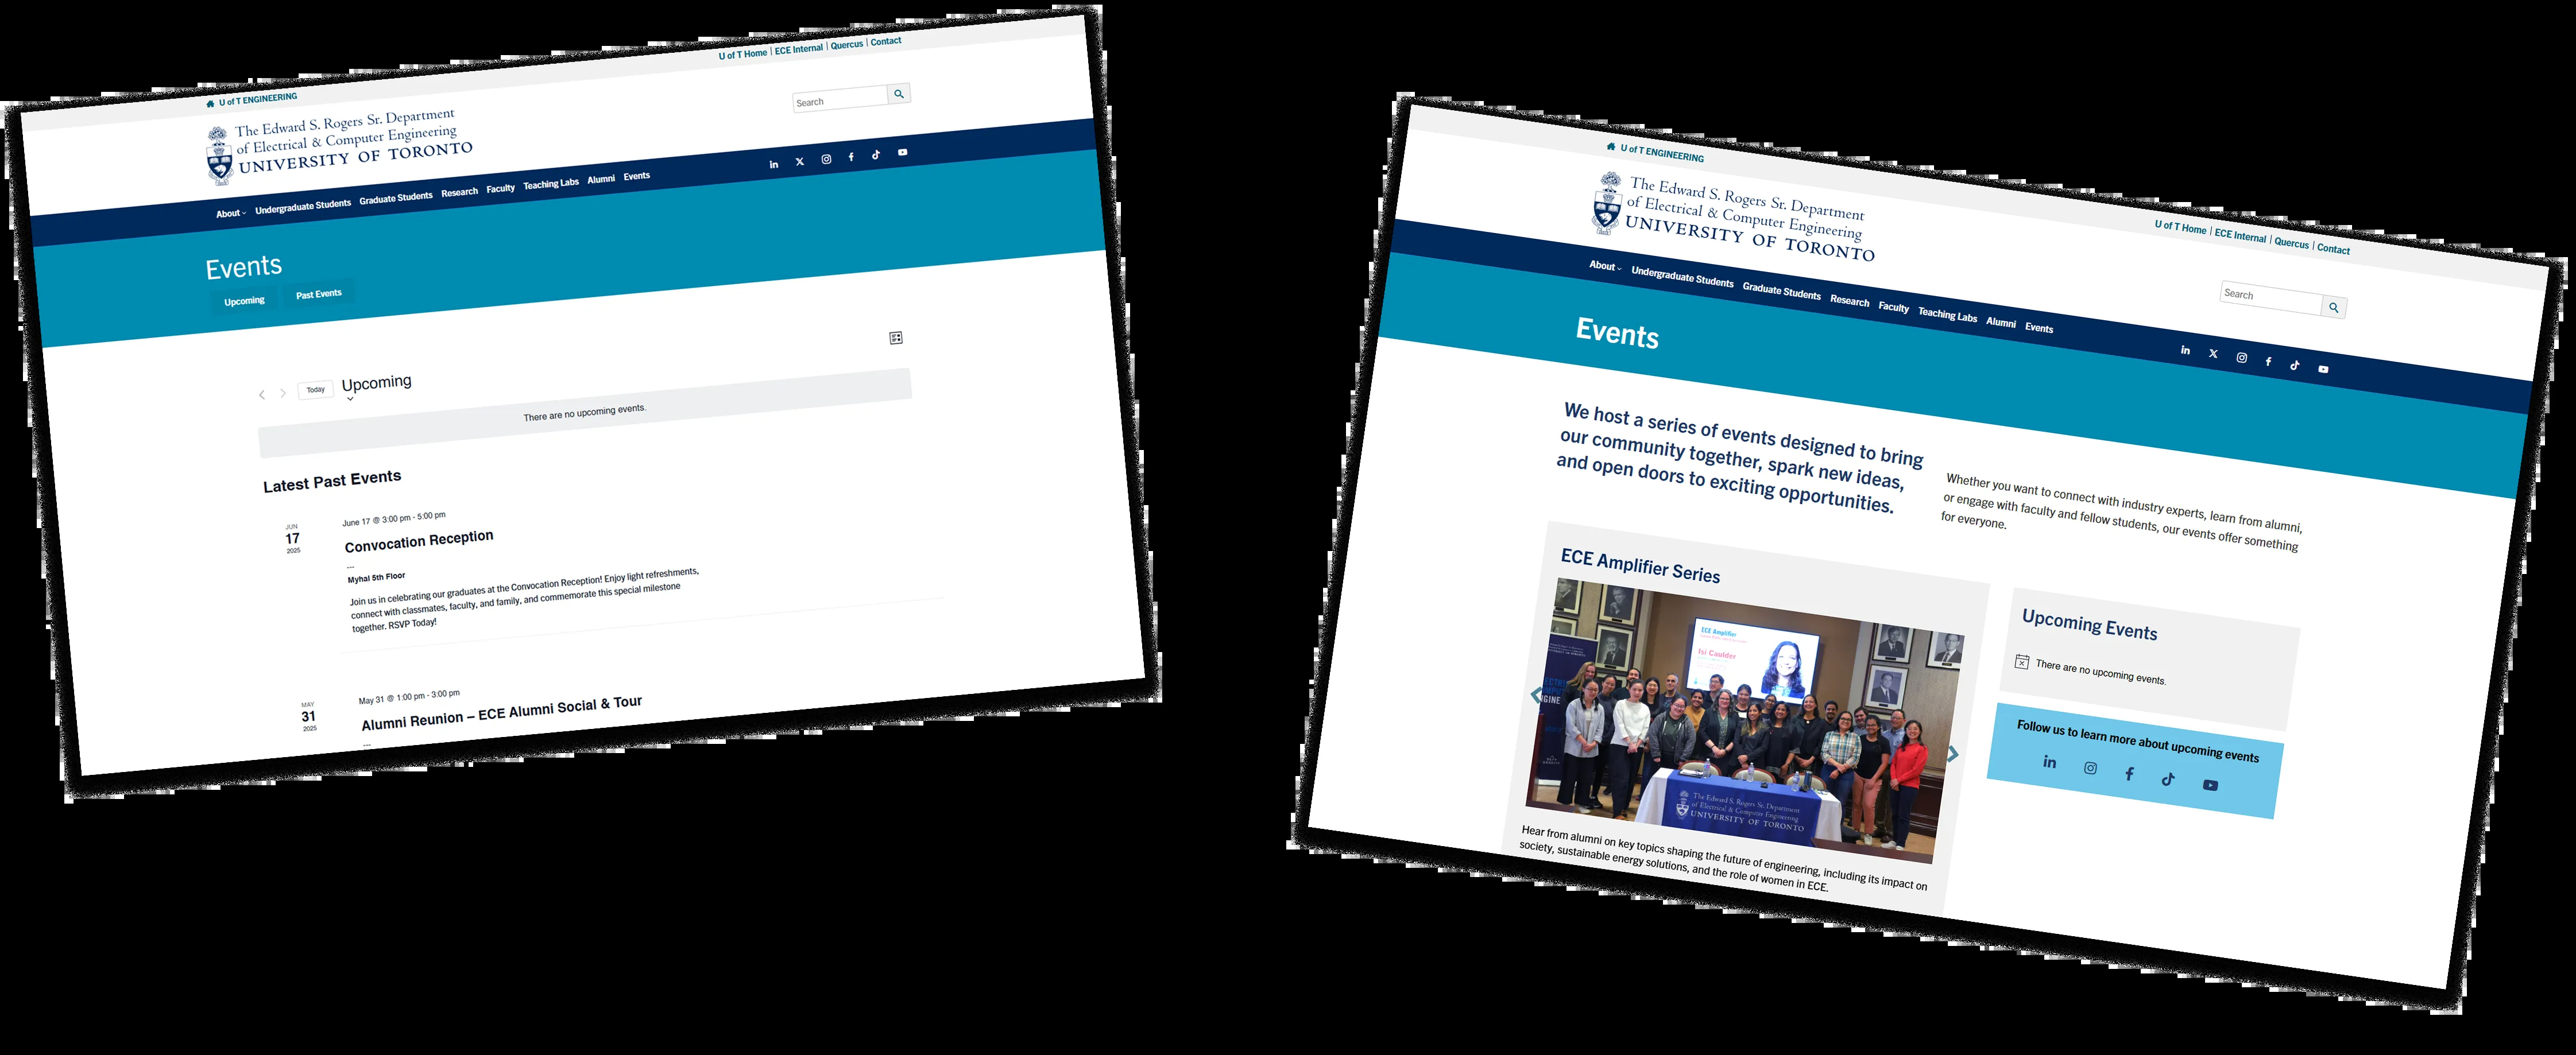 U of T Home | ECE Internal | Quercus | Contact
U of T ENGINEERING
The Edward S. Rogers Sr. Department
of Electrical & Computer Engineering
UNIVERSITY OF TORONTO
Search
About
Undergraduate Students
Graduate Students
Research
Faculty
Teaching Labs
Alumni
Events
Events
Upcoming
Past Events
Today
Upcoming
There are no upcoming events.
Latest Past Events
JUN
17
2025
June 17 @ 3:00 pm - 5:00 pm
Convocation Reception
...
Myhal 5th Floor
Join us in celebrating our graduates at the Convocation Reception! Enjoy light refreshments,
connect with classmates, faculty, and family, and commemorate this special milestone
together. RSVP Today!
MAY
31
2025
May 31 @ 1:00 pm - 3:00 pm
Alumni Reunion – ECE Alumni Social & Tour
...
U of T ENGINEERING
U of T Home | ECE Internal | Quercus | Contact
The Edward S. Rogers Sr. Department
of Electrical & Computer Engineering
UNIVERSITY OF TORONTO
Search
About
Undergraduate Students
Graduate Students
Research
Faculty
Teaching Labs
Alumni
Events
Events
We host a series of events designed to bring
our community together, spark new ideas,
and open doors to exciting opportunities.
Whether you want to connect with industry experts, learn from alumni,
or engage with faculty and fellow students, our events offer something
for everyone.
ECE Amplifier Series
ECE Amplifier
Isi Caulder
The Edward S. Rogers Sr. Department
of Electrical & Computer Engineering
UNIVERSITY OF TORONTO
Hear from alumni on key topics shaping the future of engineering, including its impact on
society, sustainable energy solutions, and the role of women in ECE.
Upcoming Events
There are no upcoming events.
Follow us to learn more about upcoming events